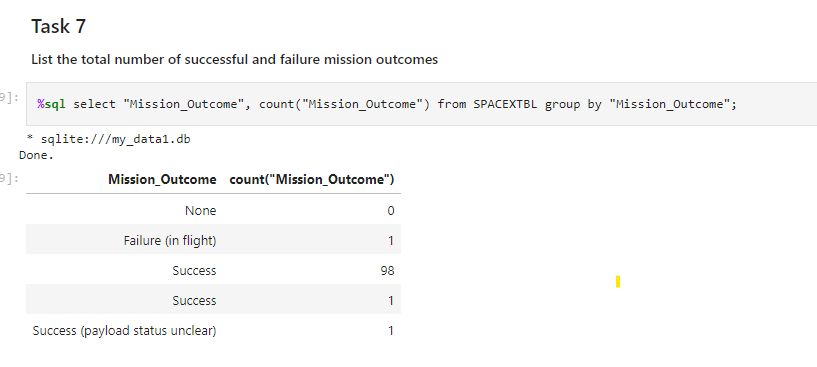 Task 7
List the total number of successful and failure mission outcomes
9]: %sql select "Mission_Outcome", count("Mission_Outcome") from SPACEXTBL group by "Mission_Outcome";
* sqlite:///my_data1.db
Done.
9]: Mission_Outcome count("Mission_Outcome")
None 0
Failure (in flight) 1
Success 98
Success 1
Success (payload status unclear) 1